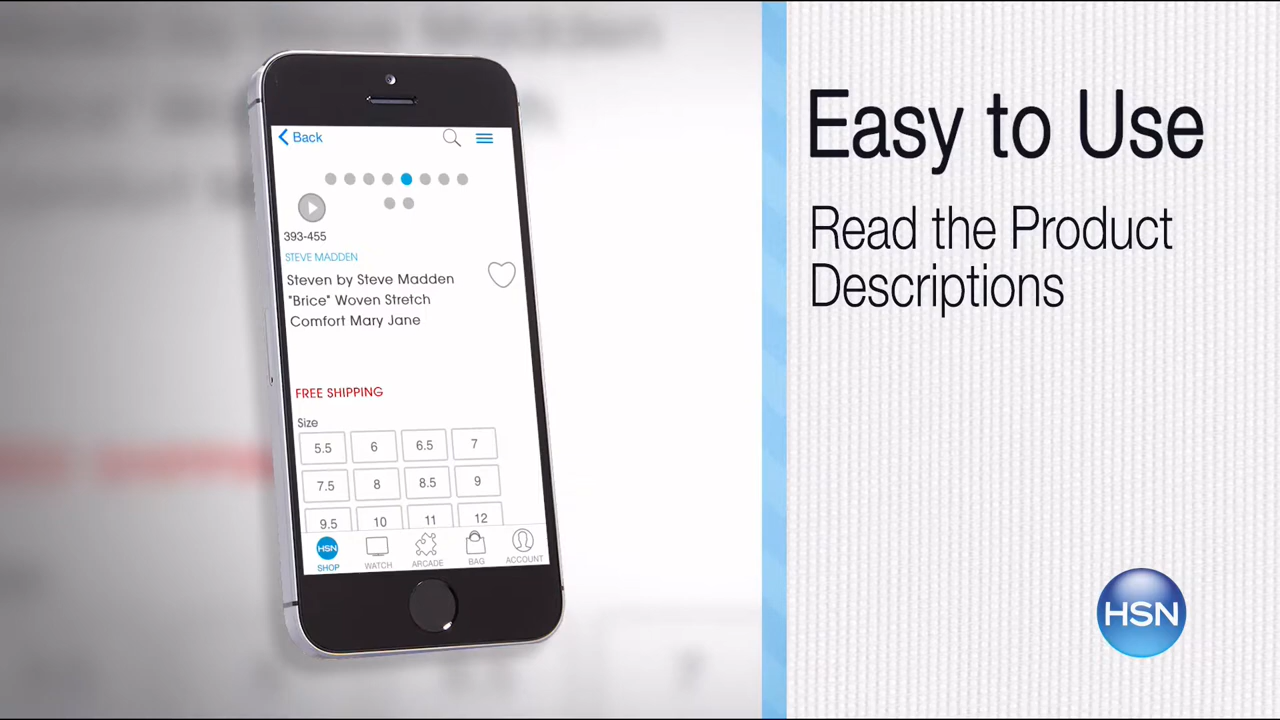 Back
393-455
STEVE MADDEN
Steven by Steve Madden
"Brice" Woven Stretch
Comfort Mary Jane
FREE SHIPPING
Size
5.5 6 6.5 7
7.5 8 8.5 9
9.5 10 11 12
HSN
SHOP WATCH ARCADE BAG ACCOUNT
Easy to Use
Read the Product
Descriptions
HSN